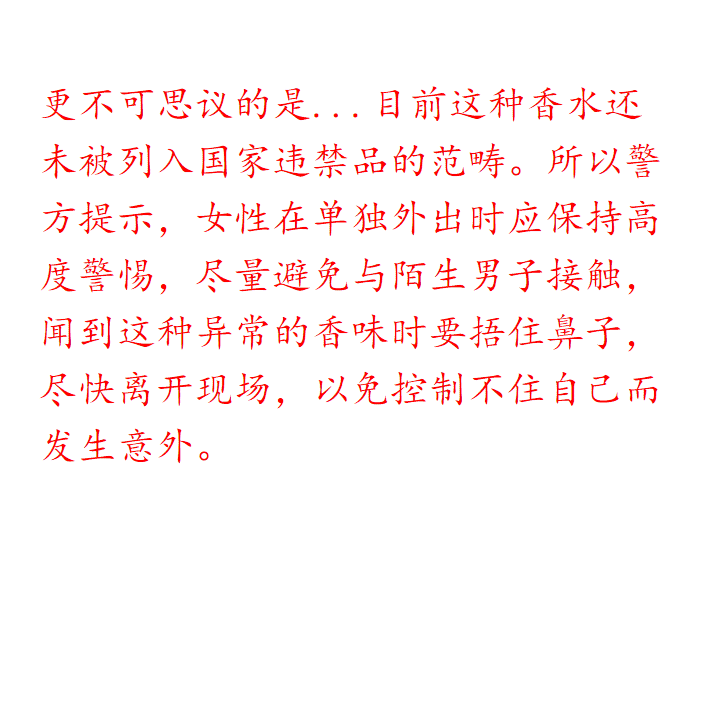 更不可思议的是...目前这种香水还
未被列入国家违禁品的范畴。所以警
方提示，女性在单独外出时应保持高
度警惕，尽量避免与陌生男子接触，
闻到这种异常的香味时要捂住鼻子，
尽快离开现场，以免控制不住自己而
发生意外。